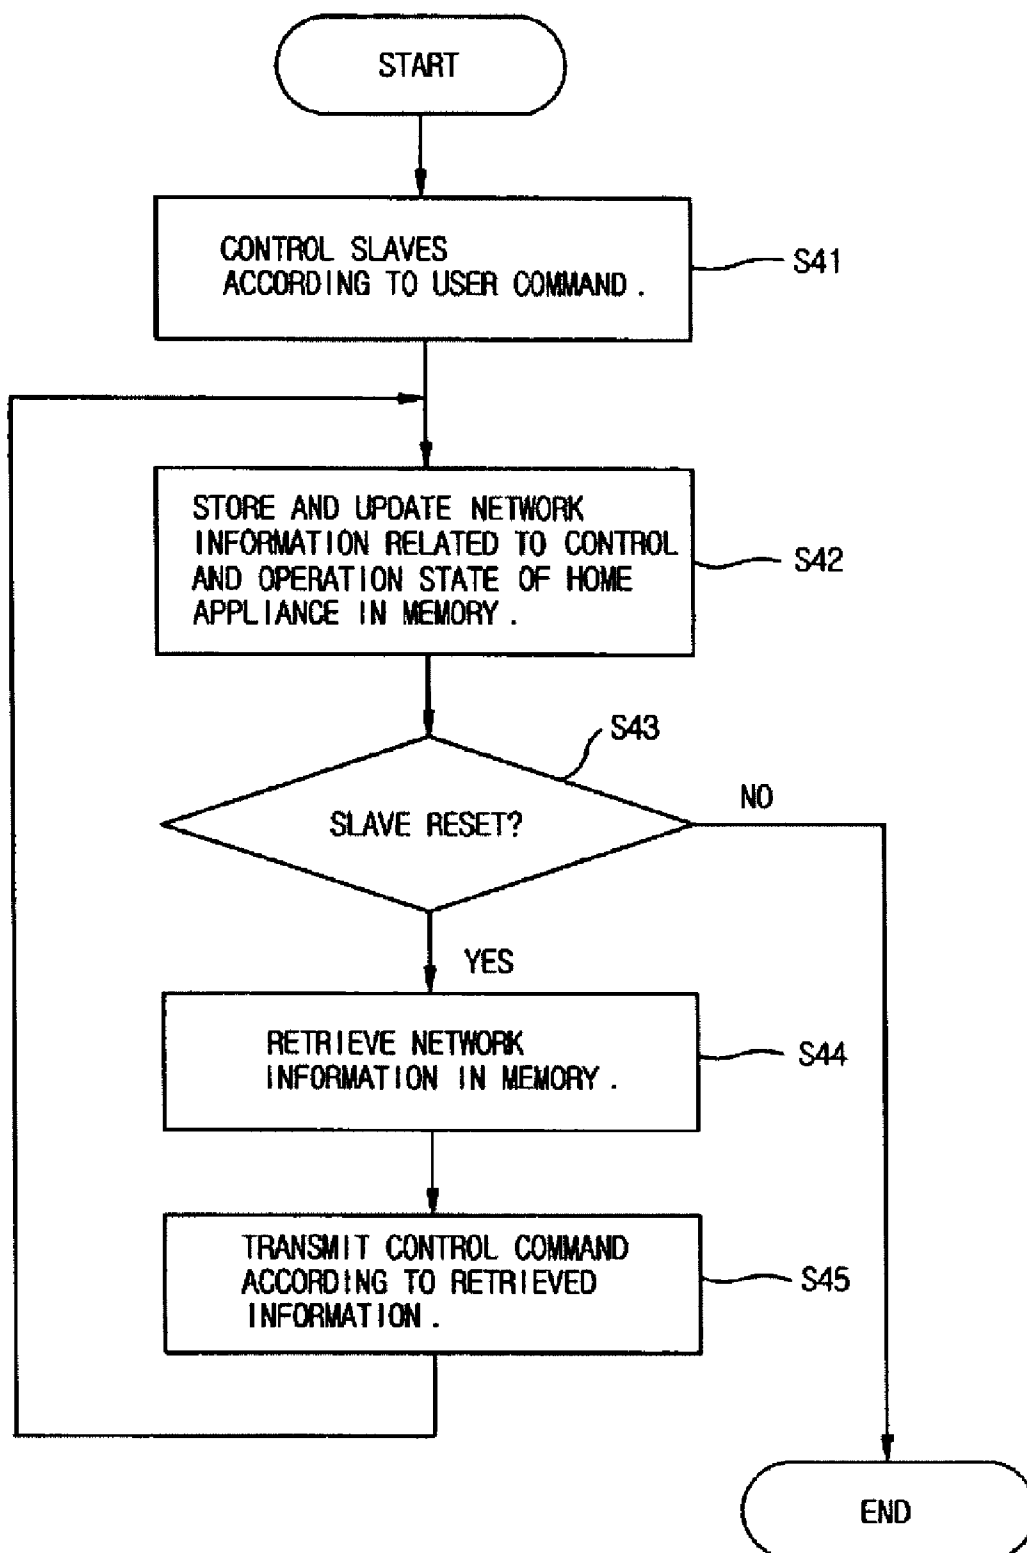 START
CONTROL SLAVES
ACCORDING TO USER COMMAND.
S41
STORE AND UPDATE NETWORK
INFORMATION RELATED TO CONTROL
AND OPERATION STATE OF HOME
APPLIANCE IN MEMORY.
S42
S43
SLAVE RESET?
NO
YES
RETRIEVE NETWORK
INFORMATION IN MEMORY.
S44
TRANSMIT CONTROL COMMAND
ACCORDING TO RETRIEVED
INFORMATION.
S45
END